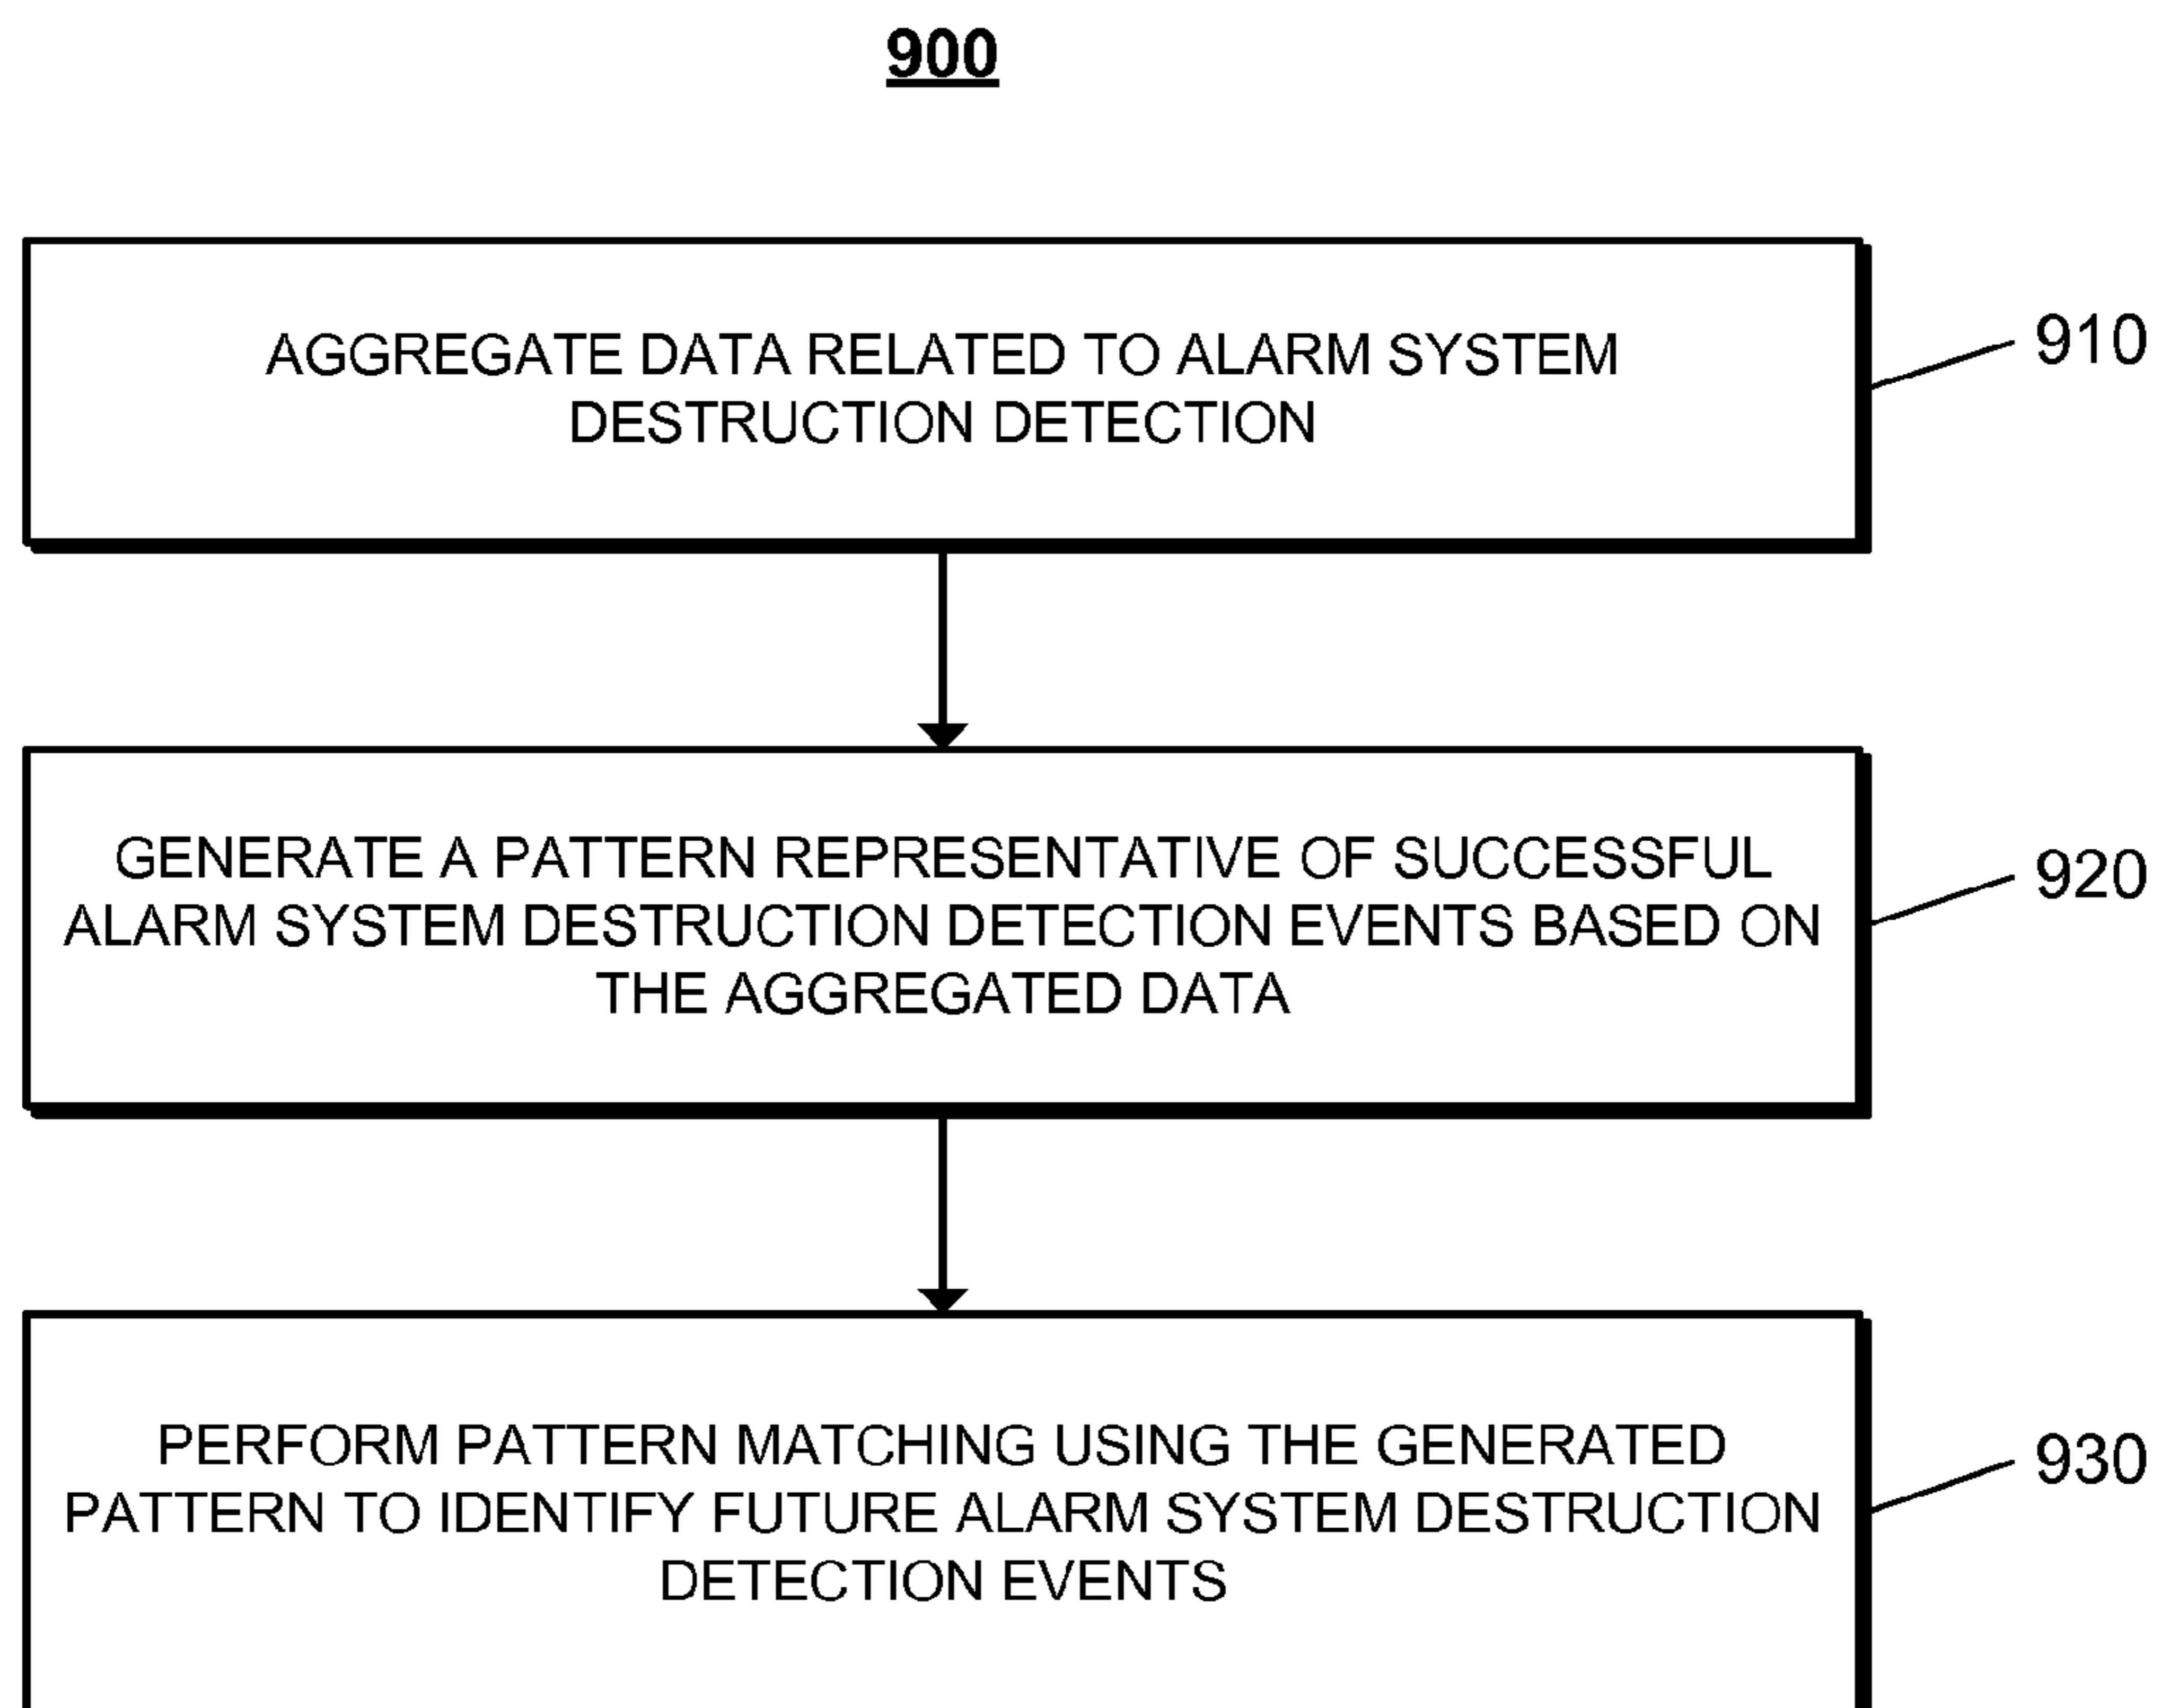 900
AGGREGATE DATA RELATED TO ALARM SYSTEM
DESTRUCTION DETECTION
910
GENERATE A PATTERN REPRESENTATIVE OF SUCCESSFUL
ALARM SYSTEM DESTRUCTION DETECTION EVENTS BASED ON
THE AGGREGATED DATA
920
PERFORM PATTERN MATCHING USING THE GENERATED
PATTERN TO IDENTIFY FUTURE ALARM SYSTEM DESTRUCTION
DETECTION EVENTS
930